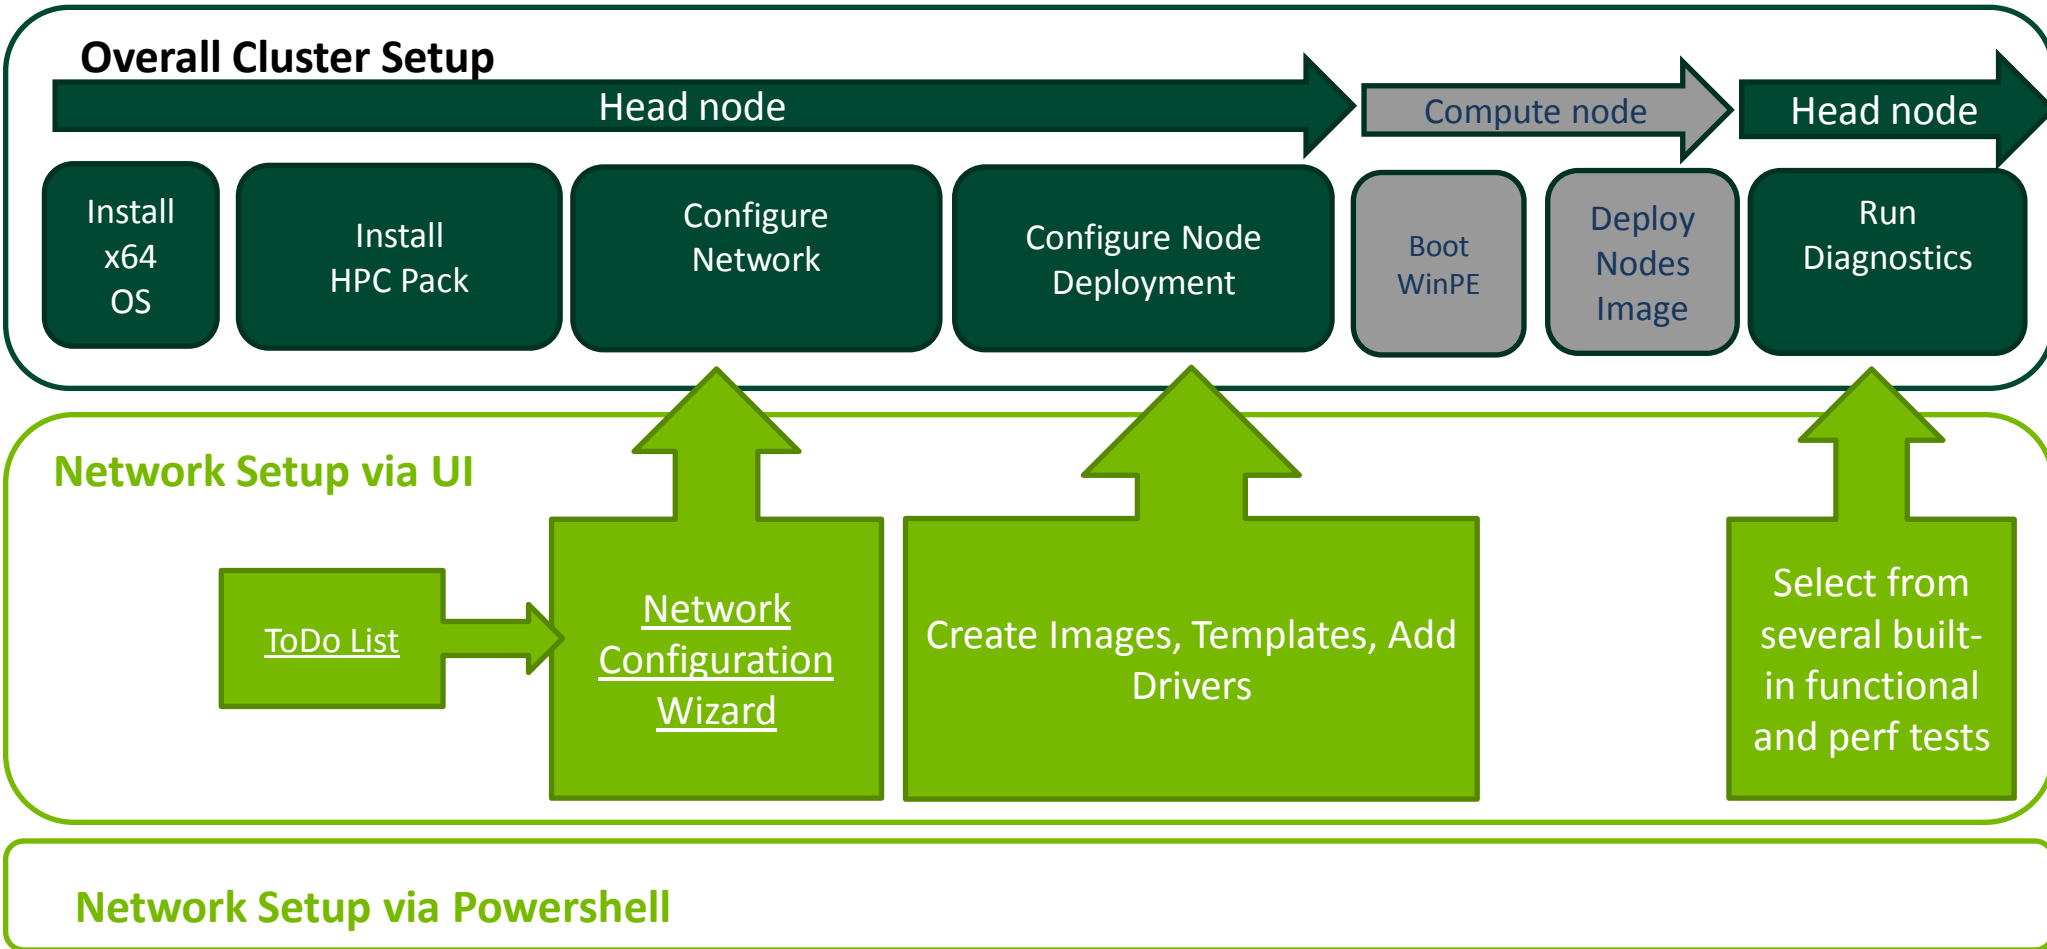 Overall Cluster Setup
Head node
Compute node
Head node
Install
x64
OS
Install
HPC Pack
Configure
Network
Configure Node
Deployment
Boot
WinPE
Deploy
Nodes
Image
Run
Diagnostics
Network Setup via UI
ToDo List
Network
Configuration
Wizard
Create Images, Templates, Add
Drivers
Select from
several built-
in functional
and perf tests
Network Setup via Powershell